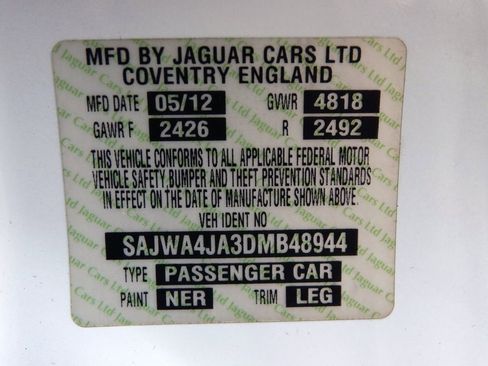 MFD BY JAGUAR CARS LTD
COVENTRY ENGLAND
MFD DATE 05/12 GVWR 4818
GAWR F 2426 R 2492
THIS VEHICLE CONFORMS TO ALL APPLICABLE FEDERAL MOTOR
VEHICLE SAFETY, BUMPER AND THEFT PREVENTION STANDARDS
IN EFFECT ON THE DATE OF MANUFACTURE SHOWN ABOVE.
VEH IDENT NO
SAJWA4JA3DMB48944
TYPE PASSENGER CAR
PAINT NER TRIM LEG